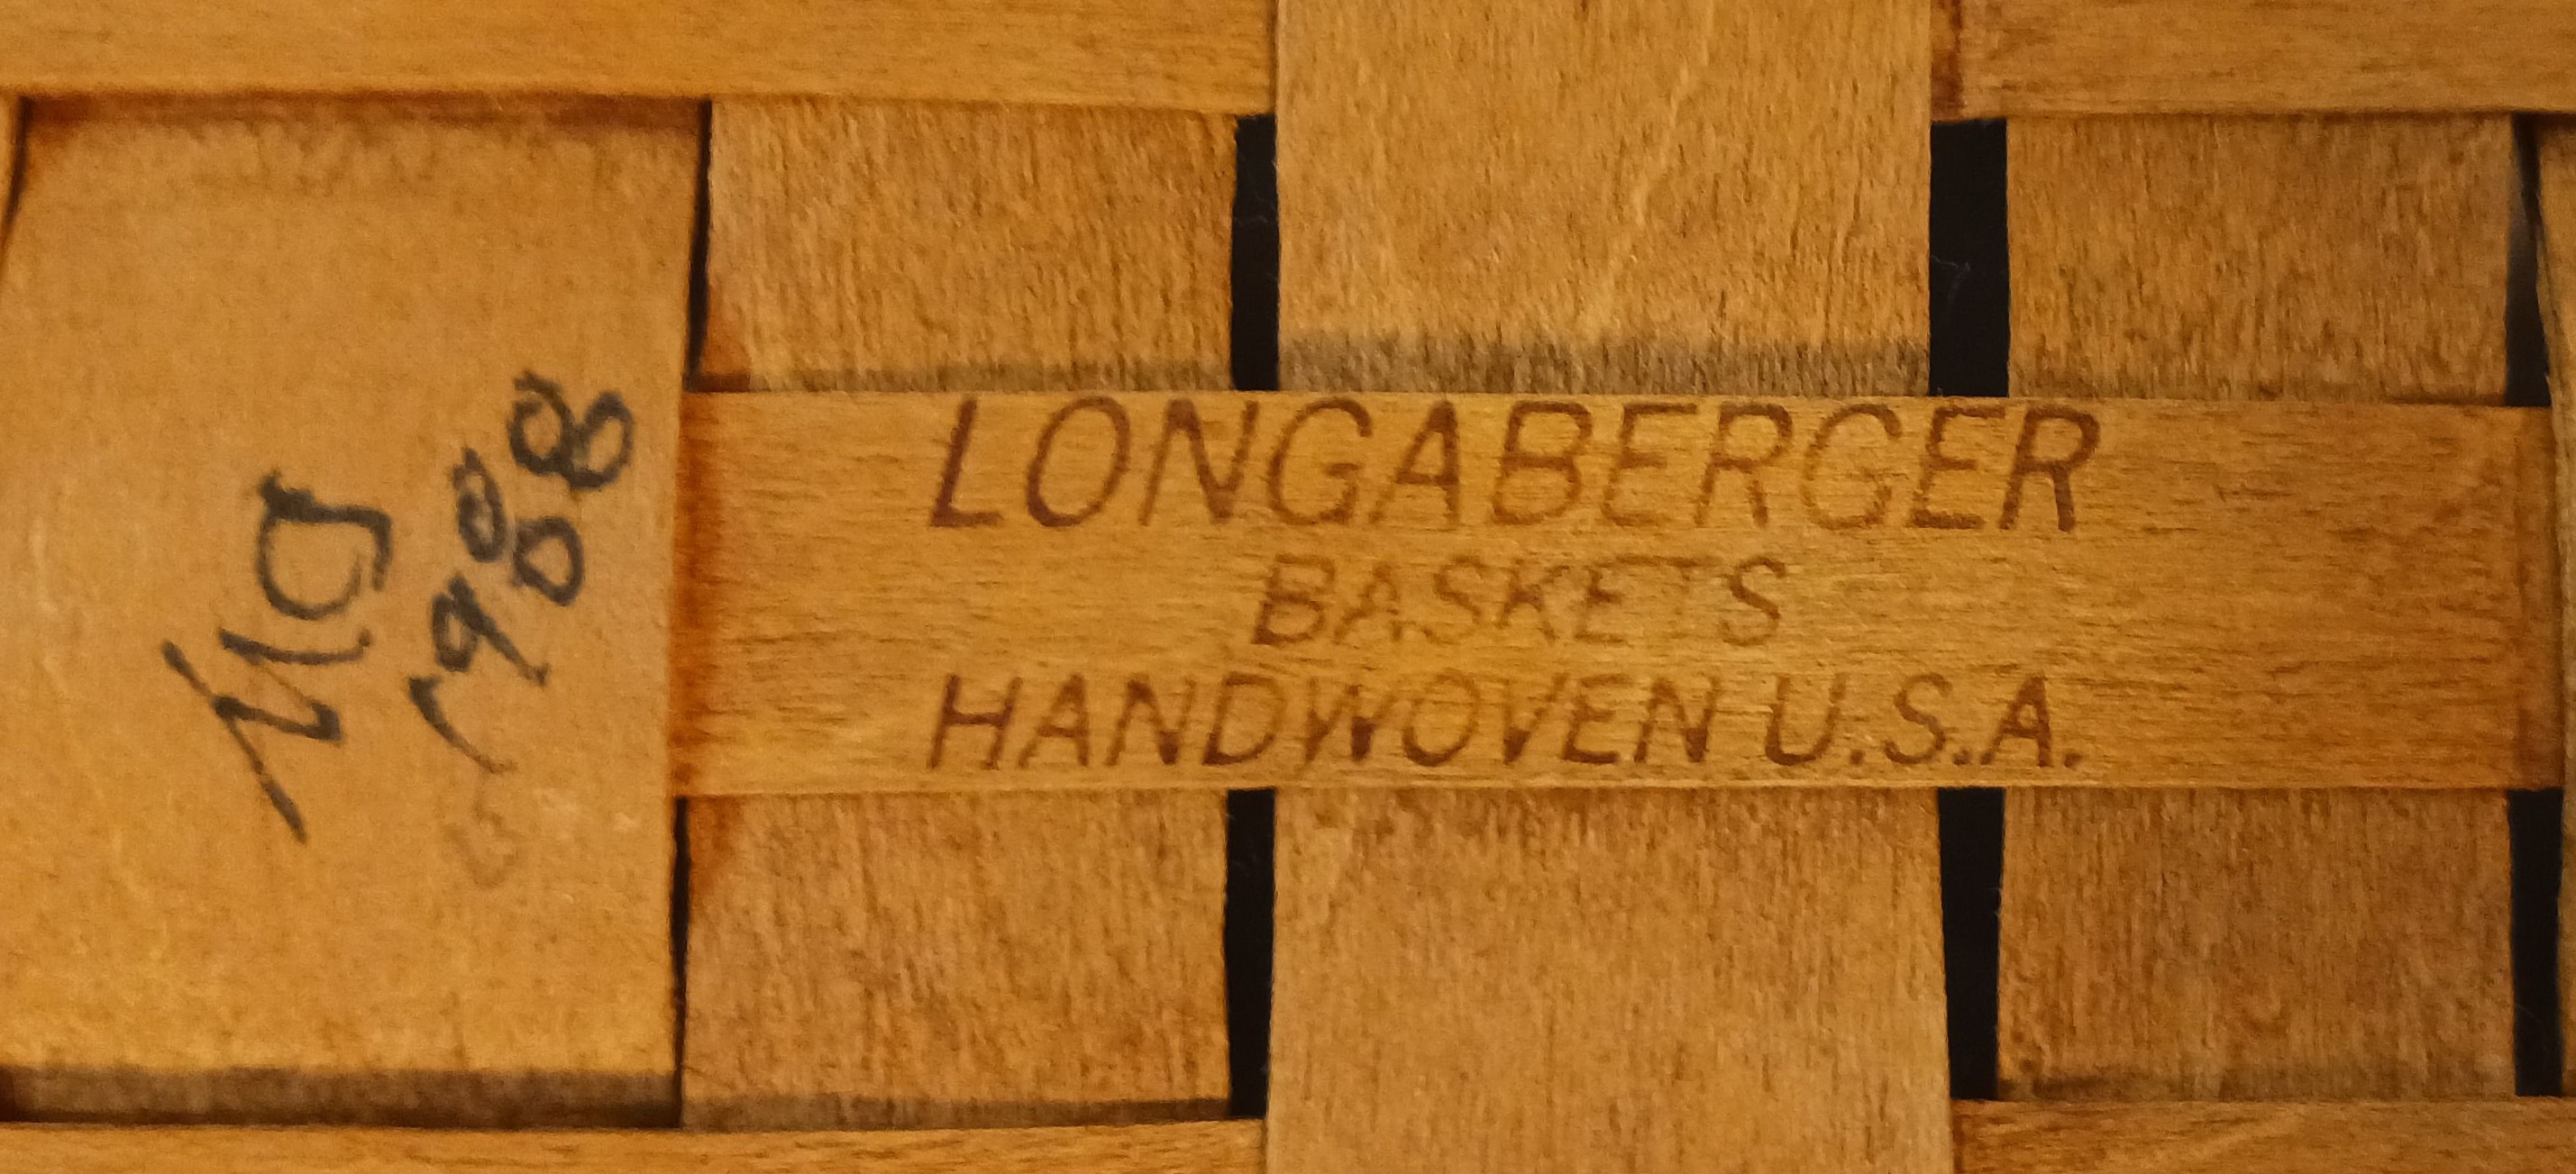 1988
LONGABERGER
BASKETS
HANDWOVEN U.S.A.